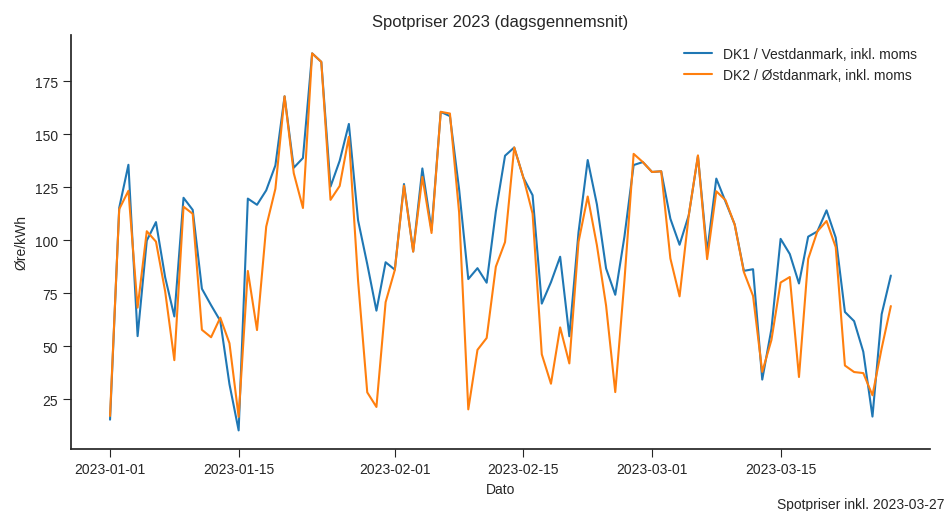 Spotpriser 2023 (dagsgennemsnit)
DK1 / Vestdanmark, inkl. moms
DK2 / Østdanmark, inkl. moms
Øre/kWh
175
150
125
100
75
50
25
2023-01-01
2023-01-15
2023-02-01
2023-02-15
2023-03-01
2023-03-15
Dato
Spotpriser inkl. 2023-03-27